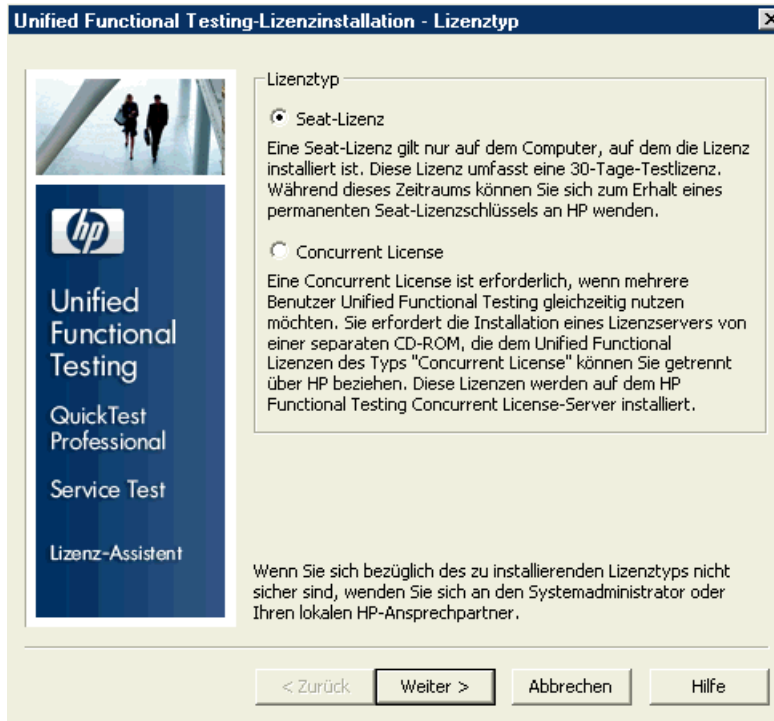 Unified Functional Testing-Lizenzinstallation - Lizenztyp
Lizenztyp
Seat-Lizenz
Eine Seat-Lizenz gilt nur auf dem Computer, auf dem die Lizenz
installiert ist. Diese Lizenz umfasst eine 30-Tage-Testlizenz.
Während dieses Zeitraums können Sie sich zum Erhalt eines
permanenten Seat-Lizenzschlüssels an HP wenden.
Concurrent License
Eine Concurrent License ist erforderlich, wenn mehrere
Benutzer Unified Functional Testing gleichzeitig nutzen
möchten. Sie erfordert die Installation eines Lizenzservers von
einer separaten CD-ROM, die dem Unified Functional
Lizenzen des Typs "Concurrent License" können Sie getrennt
über HP beziehen. Diese Lizenzen werden auf dem HP
Functional Testing Concurrent License-Server installiert.
hp
Unified
Functional
Testing
QuickTest
Professional
Service Test
Lizenz-Assistent
Wenn Sie sich bezüglich des zu installierenden Lizenztyps nicht
sicher sind, wenden Sie sich an den Systemadministrator oder
Ihren lokalen HP-Ansprechpartner.
< Zurück
Weiter >
Abbrechen
Hilfe